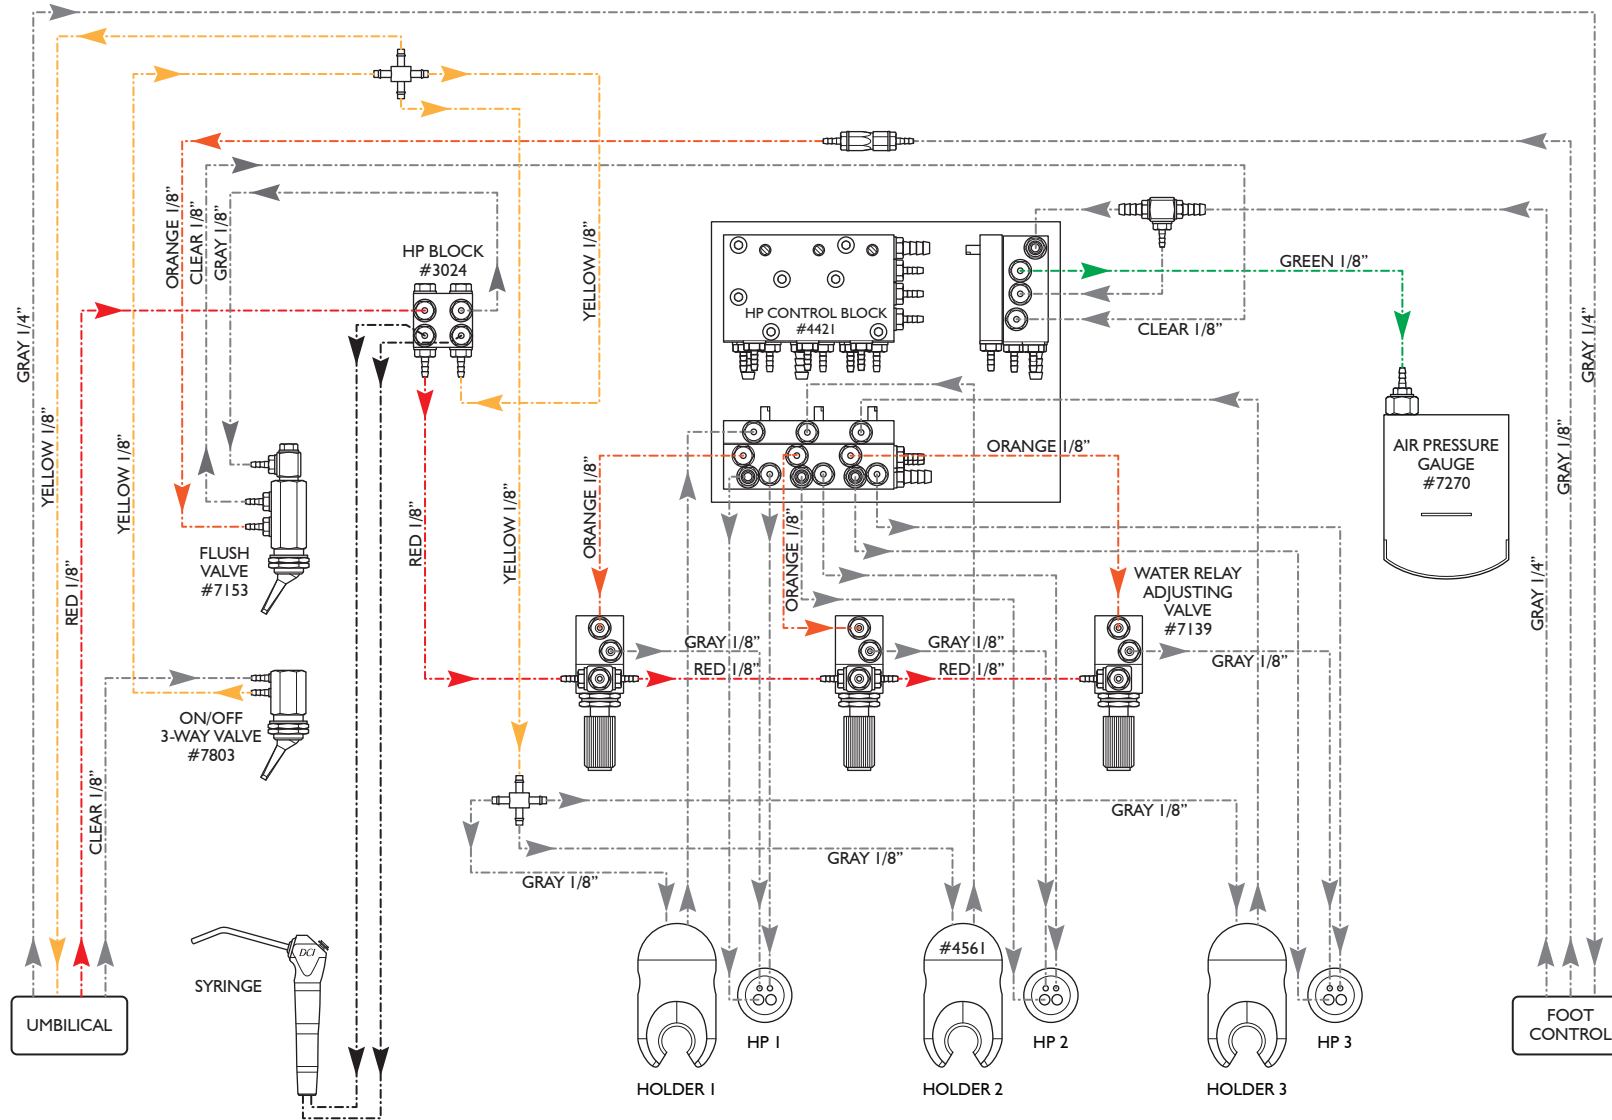 GRAY 1/4”
YELLOW 1/8”
RED 1/8”
YELLOW 1/8”
CLEAR 1/8”
ORANGE 1/8”
CLEAR 1/8”
GRAY 1/8”
HP BLOCK
#3024
YELLOW 1/8”
HP CONTROL BLOCK
#4421
GREEN 1/8”
CLEAR 1/8”
GRAY 1/4”
AIR PRESSURE
GAUGE
#7270
GRAY 1/8”
GRAY 1/4”
FLUSH
VALVE
#7153
RED 1/8”
YELLOW 1/8”
ORANGE 1/8”
ORANGE 1/8”
ORANGE 1/8”
WATER RELAY
ADJUSTING
VALVE
#7139
GRAY 1/8”
GRAY 1/8”
GRAY 1/8”
RED 1/8”
RED 1/8”
ON/OFF
3-WAY VALVE
#7803
GRAY 1/8”
GRAY 1/8”
GRAY 1/8”
SYRINGE
DCI
#4561
UMBILICAL
HP 1
HP 2
HP 3
FOOT
CONTROL
HOLDER 1
HOLDER 2
HOLDER 3